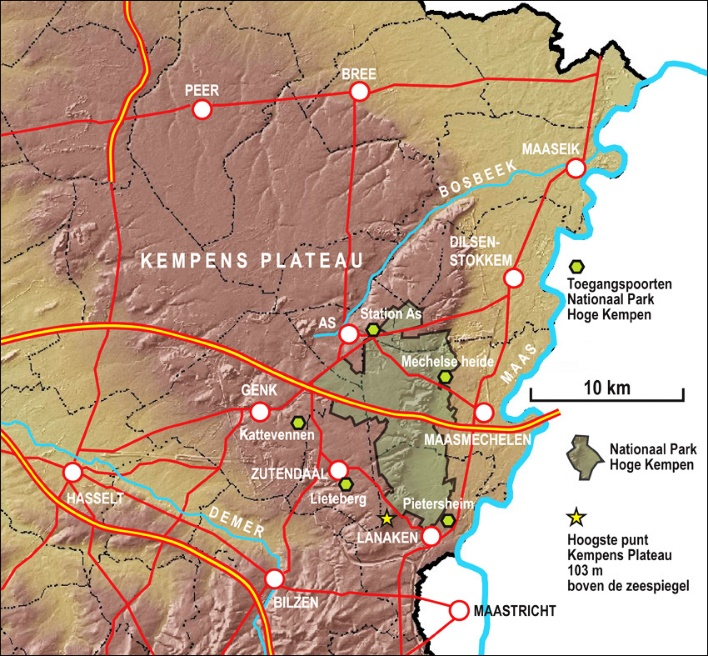 BREE
PEER
MAASEIK
BOSBEEK
DILSEN-
STOKKEM
KEMPENS PLATEAU
Toegangspoorten
Nationaal Park
Hoge Kempen
Station As
AS
Mechelse heide
MAAS
10 km
GENK
Kattevennen
MAASMECHELEN
Nationaal Park
Hoge Kempen
ZUTENDAAL
HASSELT
Lieteberg
Pietersheim
DEMER
LANAKEN
Hoogste punt
Kempens Plateau
103 m
boven de zeespiegel
BILZEN
MAASTRICHT